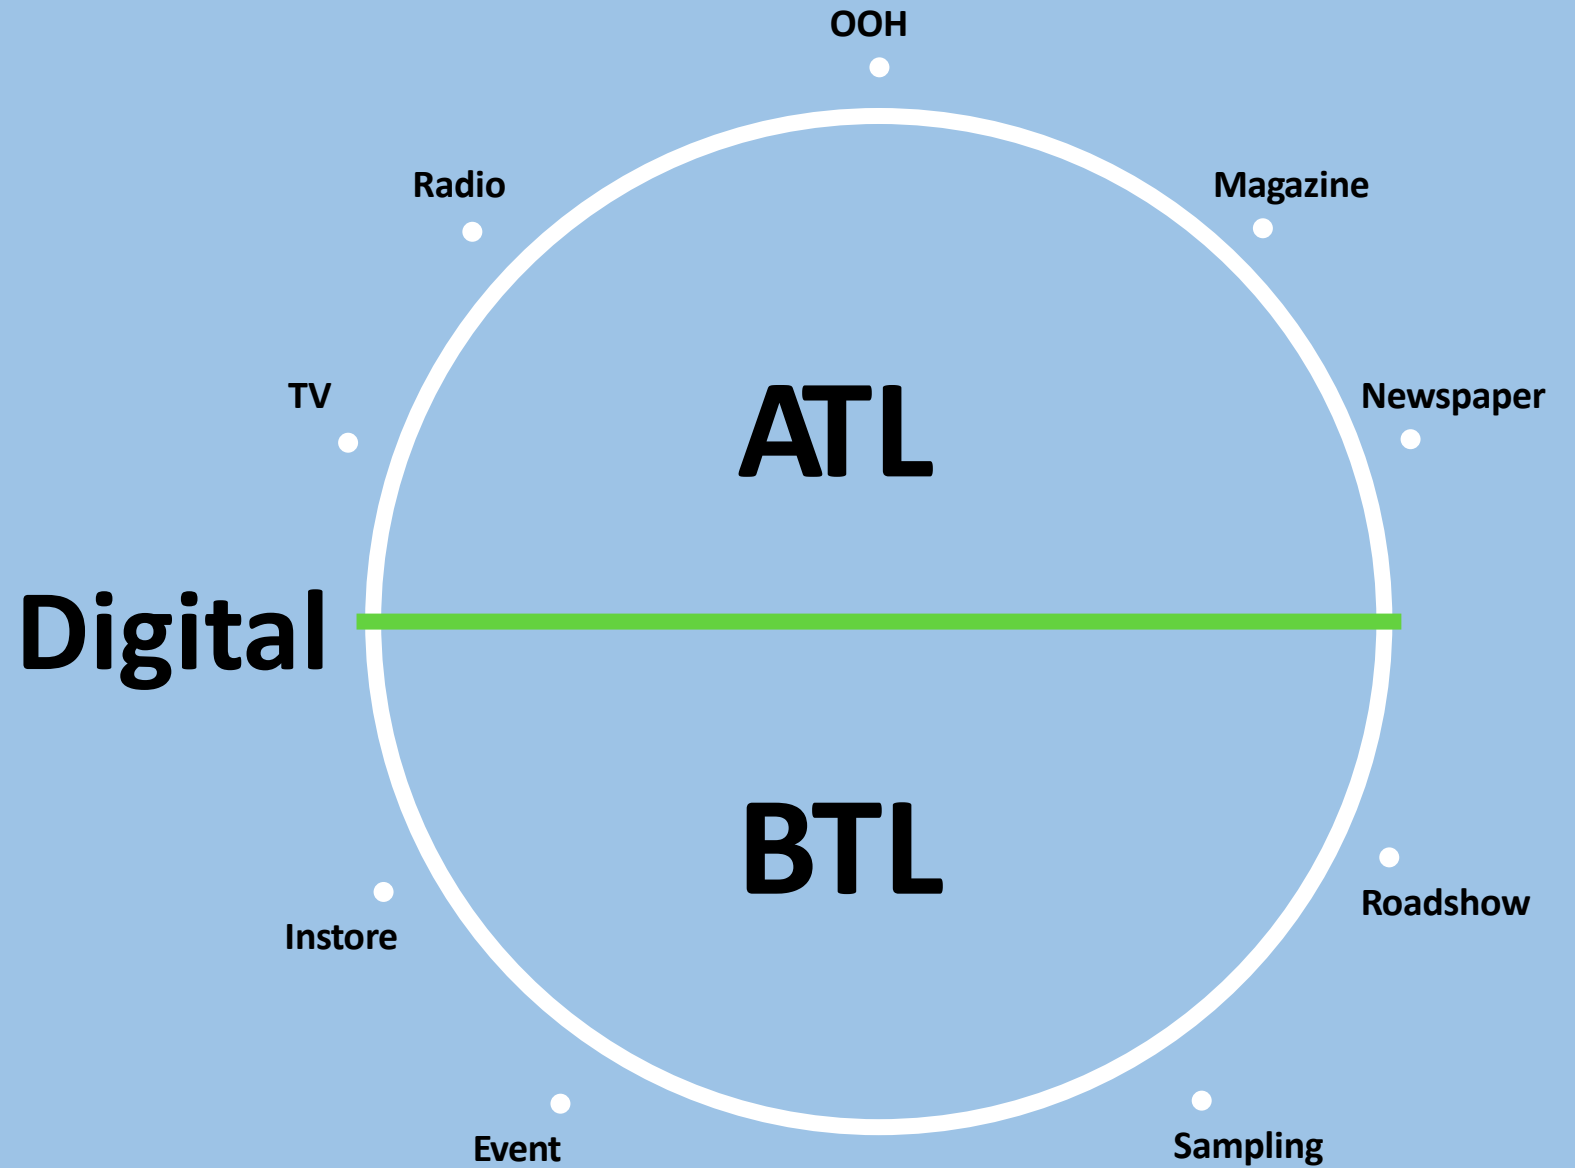 OOH
Radio
Magazine
TV
Newspaper
ATL
Digital
BTL
Roadshow
Instore
Event
Sampling